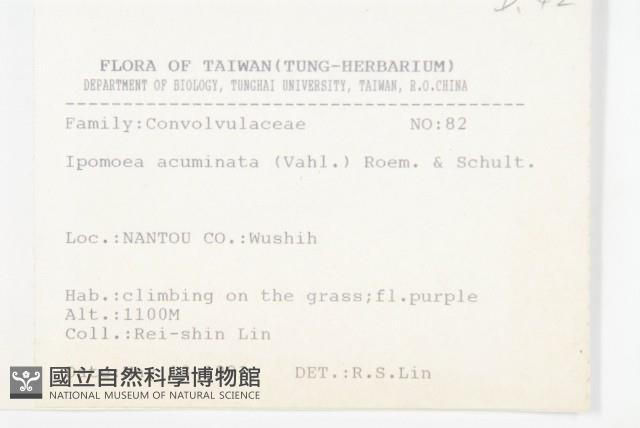 FLORA OF TAIWAN(TUNG-HERBARIUM)
DEPARTMENT OF BIOLOGY, TUNGHAI UNIVERSITY, TAIWAN, R.O.CHINA
Family:Convolvulaceae NO:82
Ipomoea acuminata (Vahl.) Roem. & Schult.
Loc.:NANTOU CO.:Wushih
Hab.:climbing on the grass;fl.purple
Alt.:1100M
Coll.:Rei-shin Lin
DET.:R.S.Lin
國立自然科學博物館
NATIONAL MUSEUM OF NATURAL SCIENCE